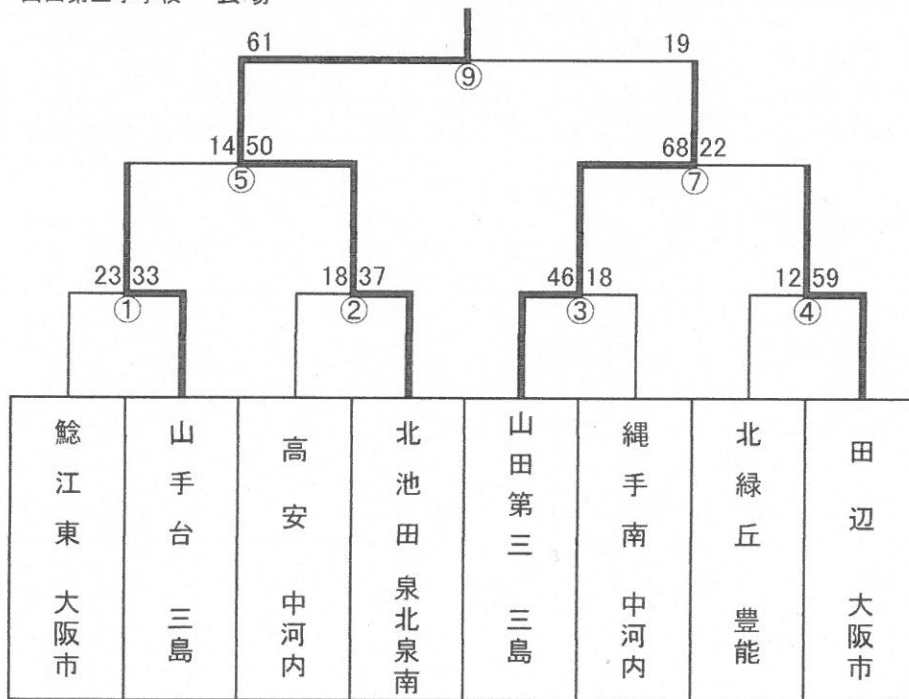 61 19
⑨
14 50 68 22
⑤ ⑦
23 33 18 37 46 18 12 59
① ② ③ ④
鯰江東 大阪市
山手台 三島
高安 中河内
北池田 泉北泉南
山田第三 三島
縄手南 中河内
北緑丘 豊能
田辺 大阪市